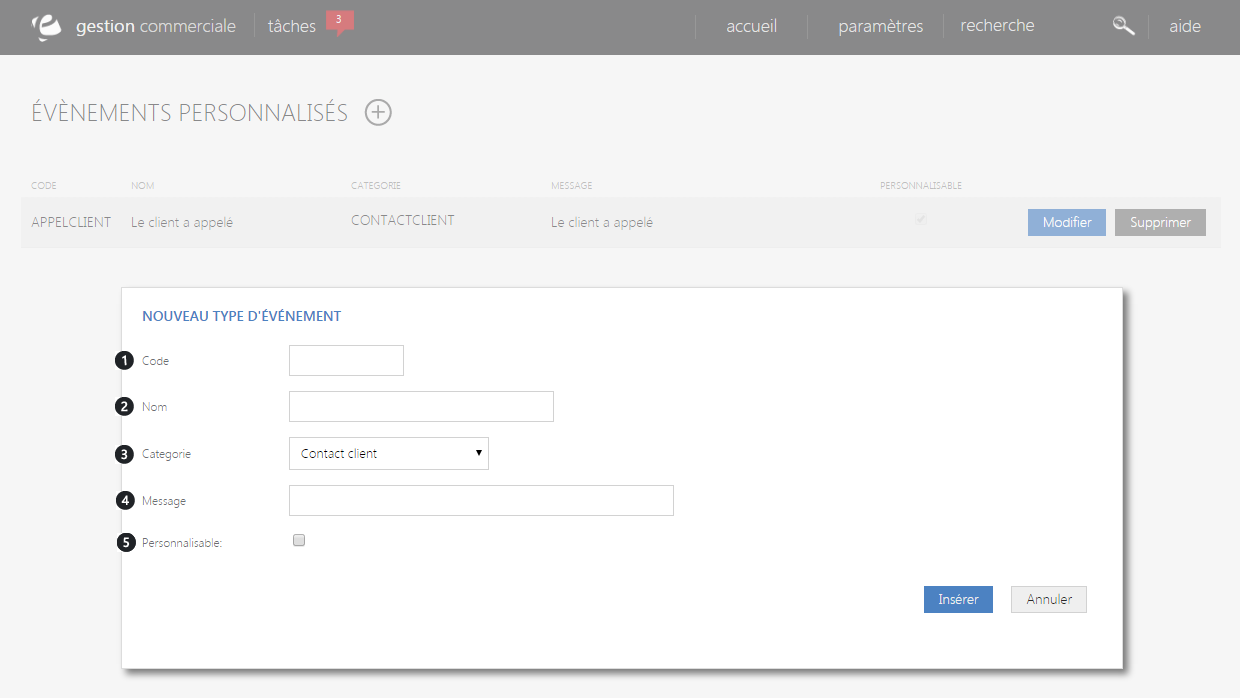 gestion commerciale tâches 3 accueil paramètres recherche aide
ÉVÈNEMENTS PERSONNALISÉS
CODE NOM CATEGORIE MESSAGE PERSONNALISABLE
APPELCLIENT Le client a appelé CONTACTCLIENT Le client a appelé Modifier Supprimer
NOUVEAU TYPE D'ÉVÉNEMENT
1 Code
2 Nom
3 Categorie Contact client
4 Message
5 Personnalisable:
Insérer Annuler